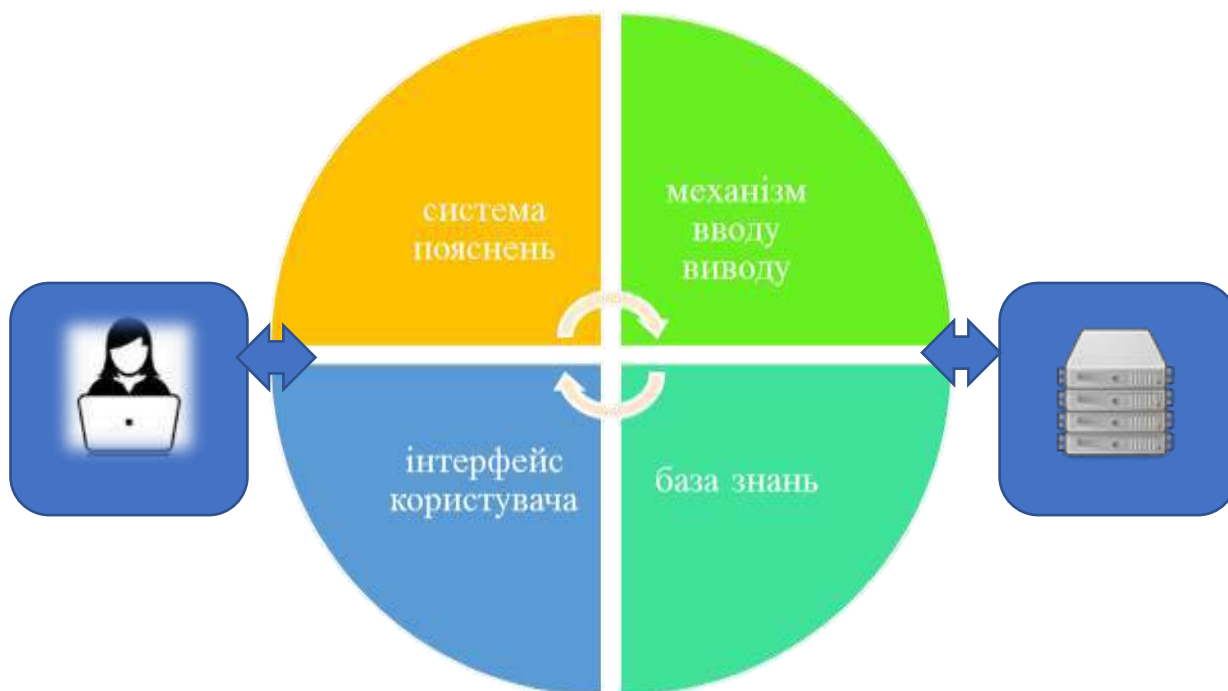 система
пояснень
механізм
вводу
виводу
інтерфейс
користувача
база знань